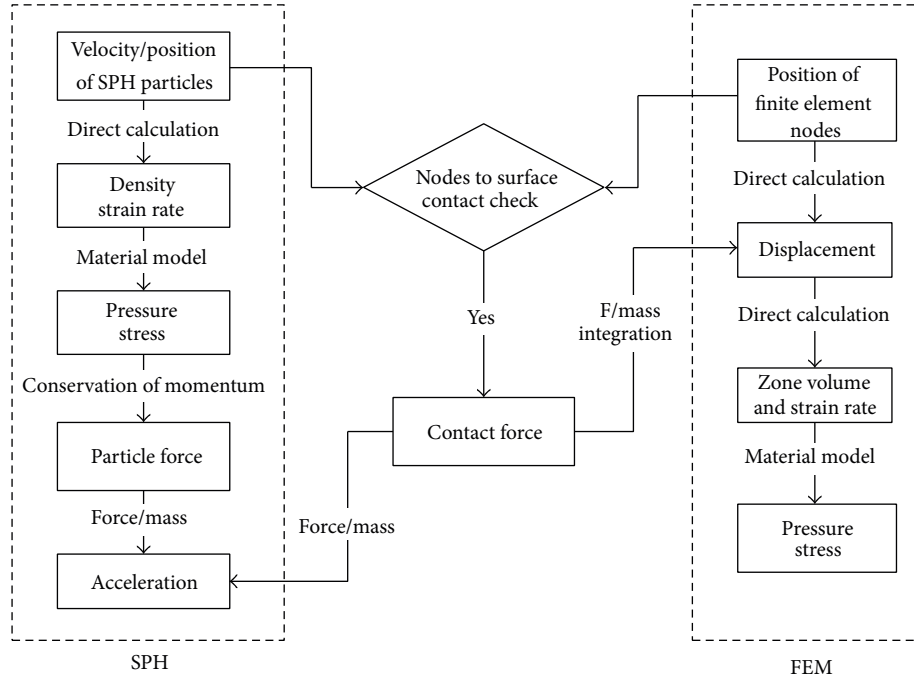 Velocity/position
of SPH particles
Direct calculation
Density
strain rate
Material model
Pressure
stress
Conservation of momentum
Particle force
Force/mass
Acceleration
SPH
Nodes to surface
contact check
Yes
Contact force
Force/mass
F/mass
integration
Position of
finite element
nodes
Direct calculation
Displacement
Direct calculation
Zone volume
and strain rate
Material model
Pressure
stress
FEM